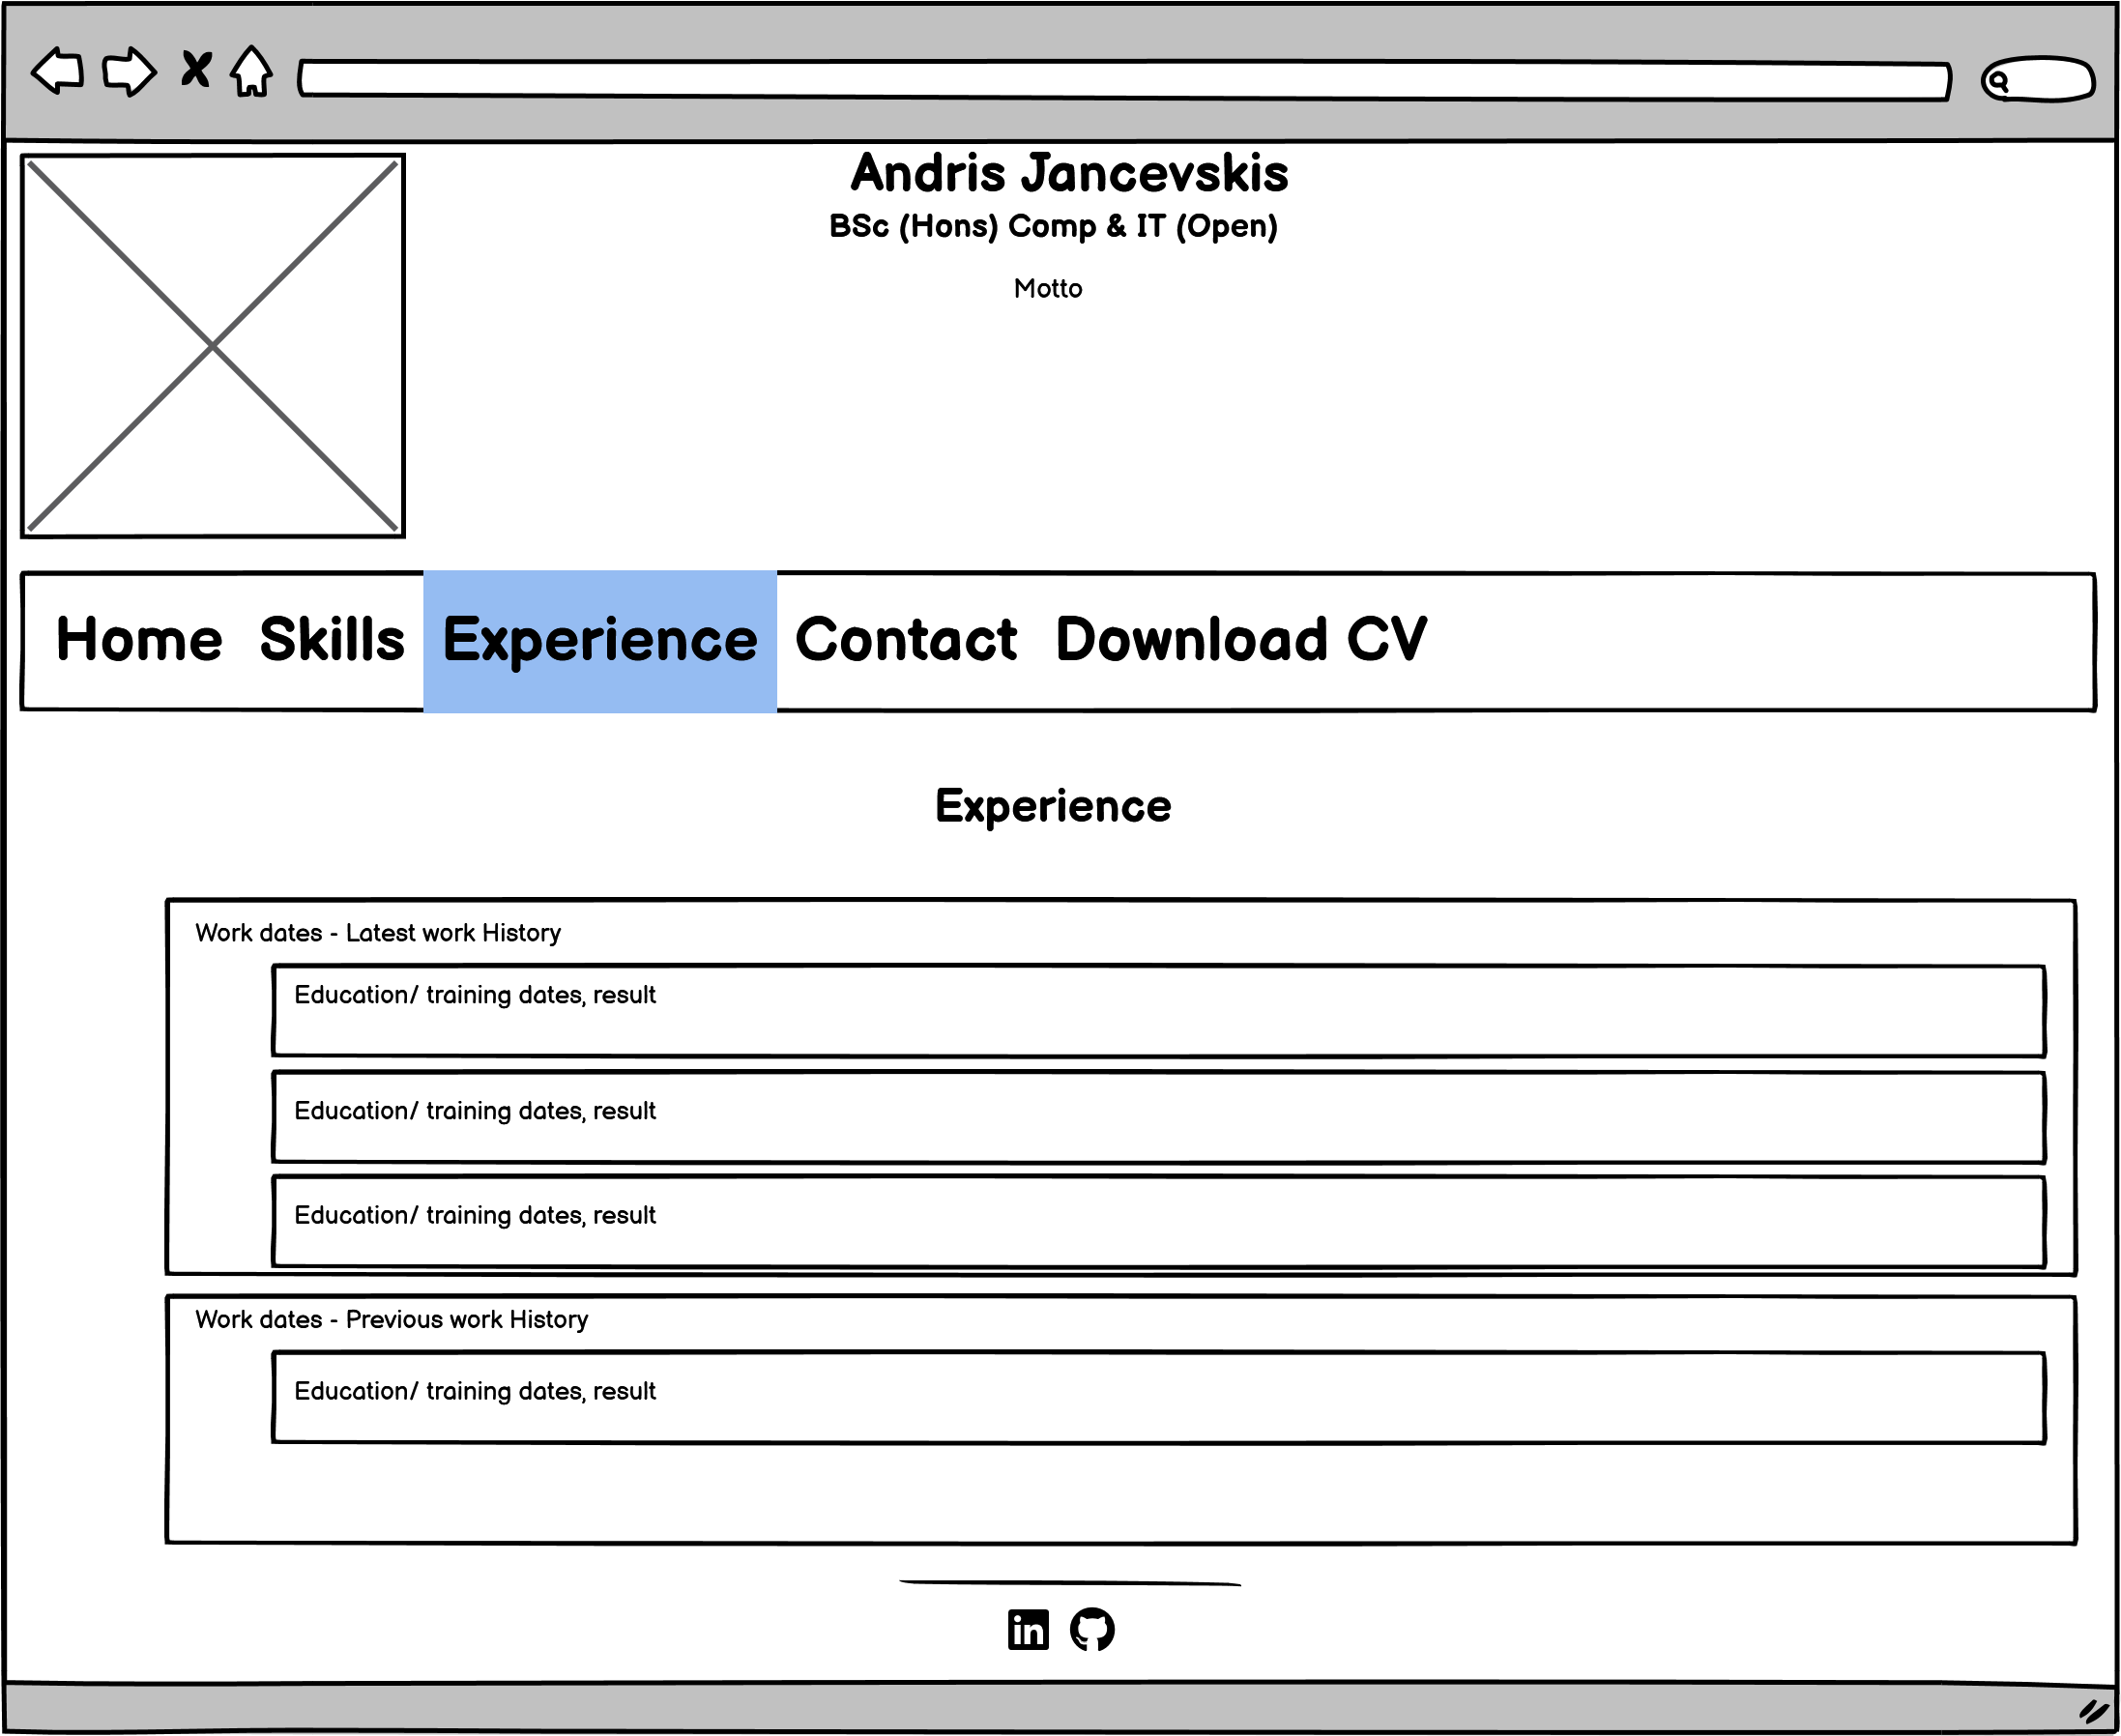 Andris Jancevskis
BSc (Hons) Comp & IT (Open)
Motto
Home Skills Experience Contact Download CV
Experience
Work dates - Latest work History
Education/ training dates, result
Education/ training dates, result
Education/ training dates, result
Work dates - Previous work History
Education/ training dates, result
in